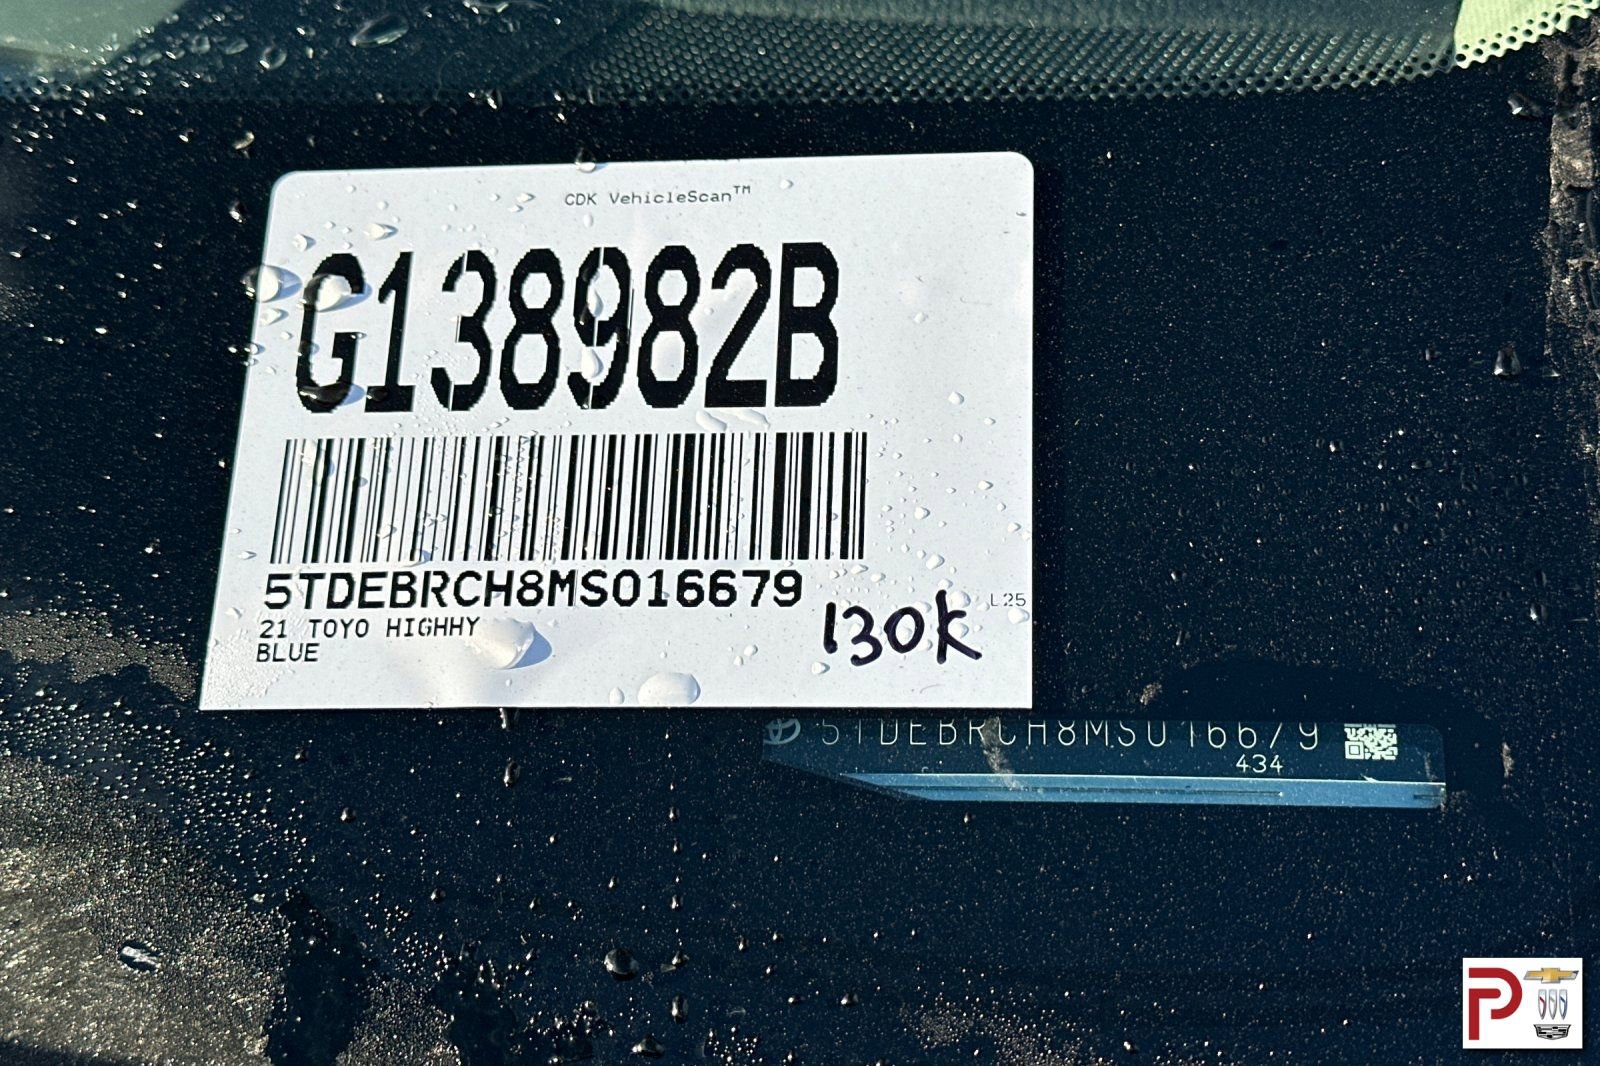 CDK VehicleScan™
G138982B
5TDEBRCH8MS016679
21 TOYO HIGHHY
BLUE
130K
L25
5TDEBRCH8MS016679
434
P